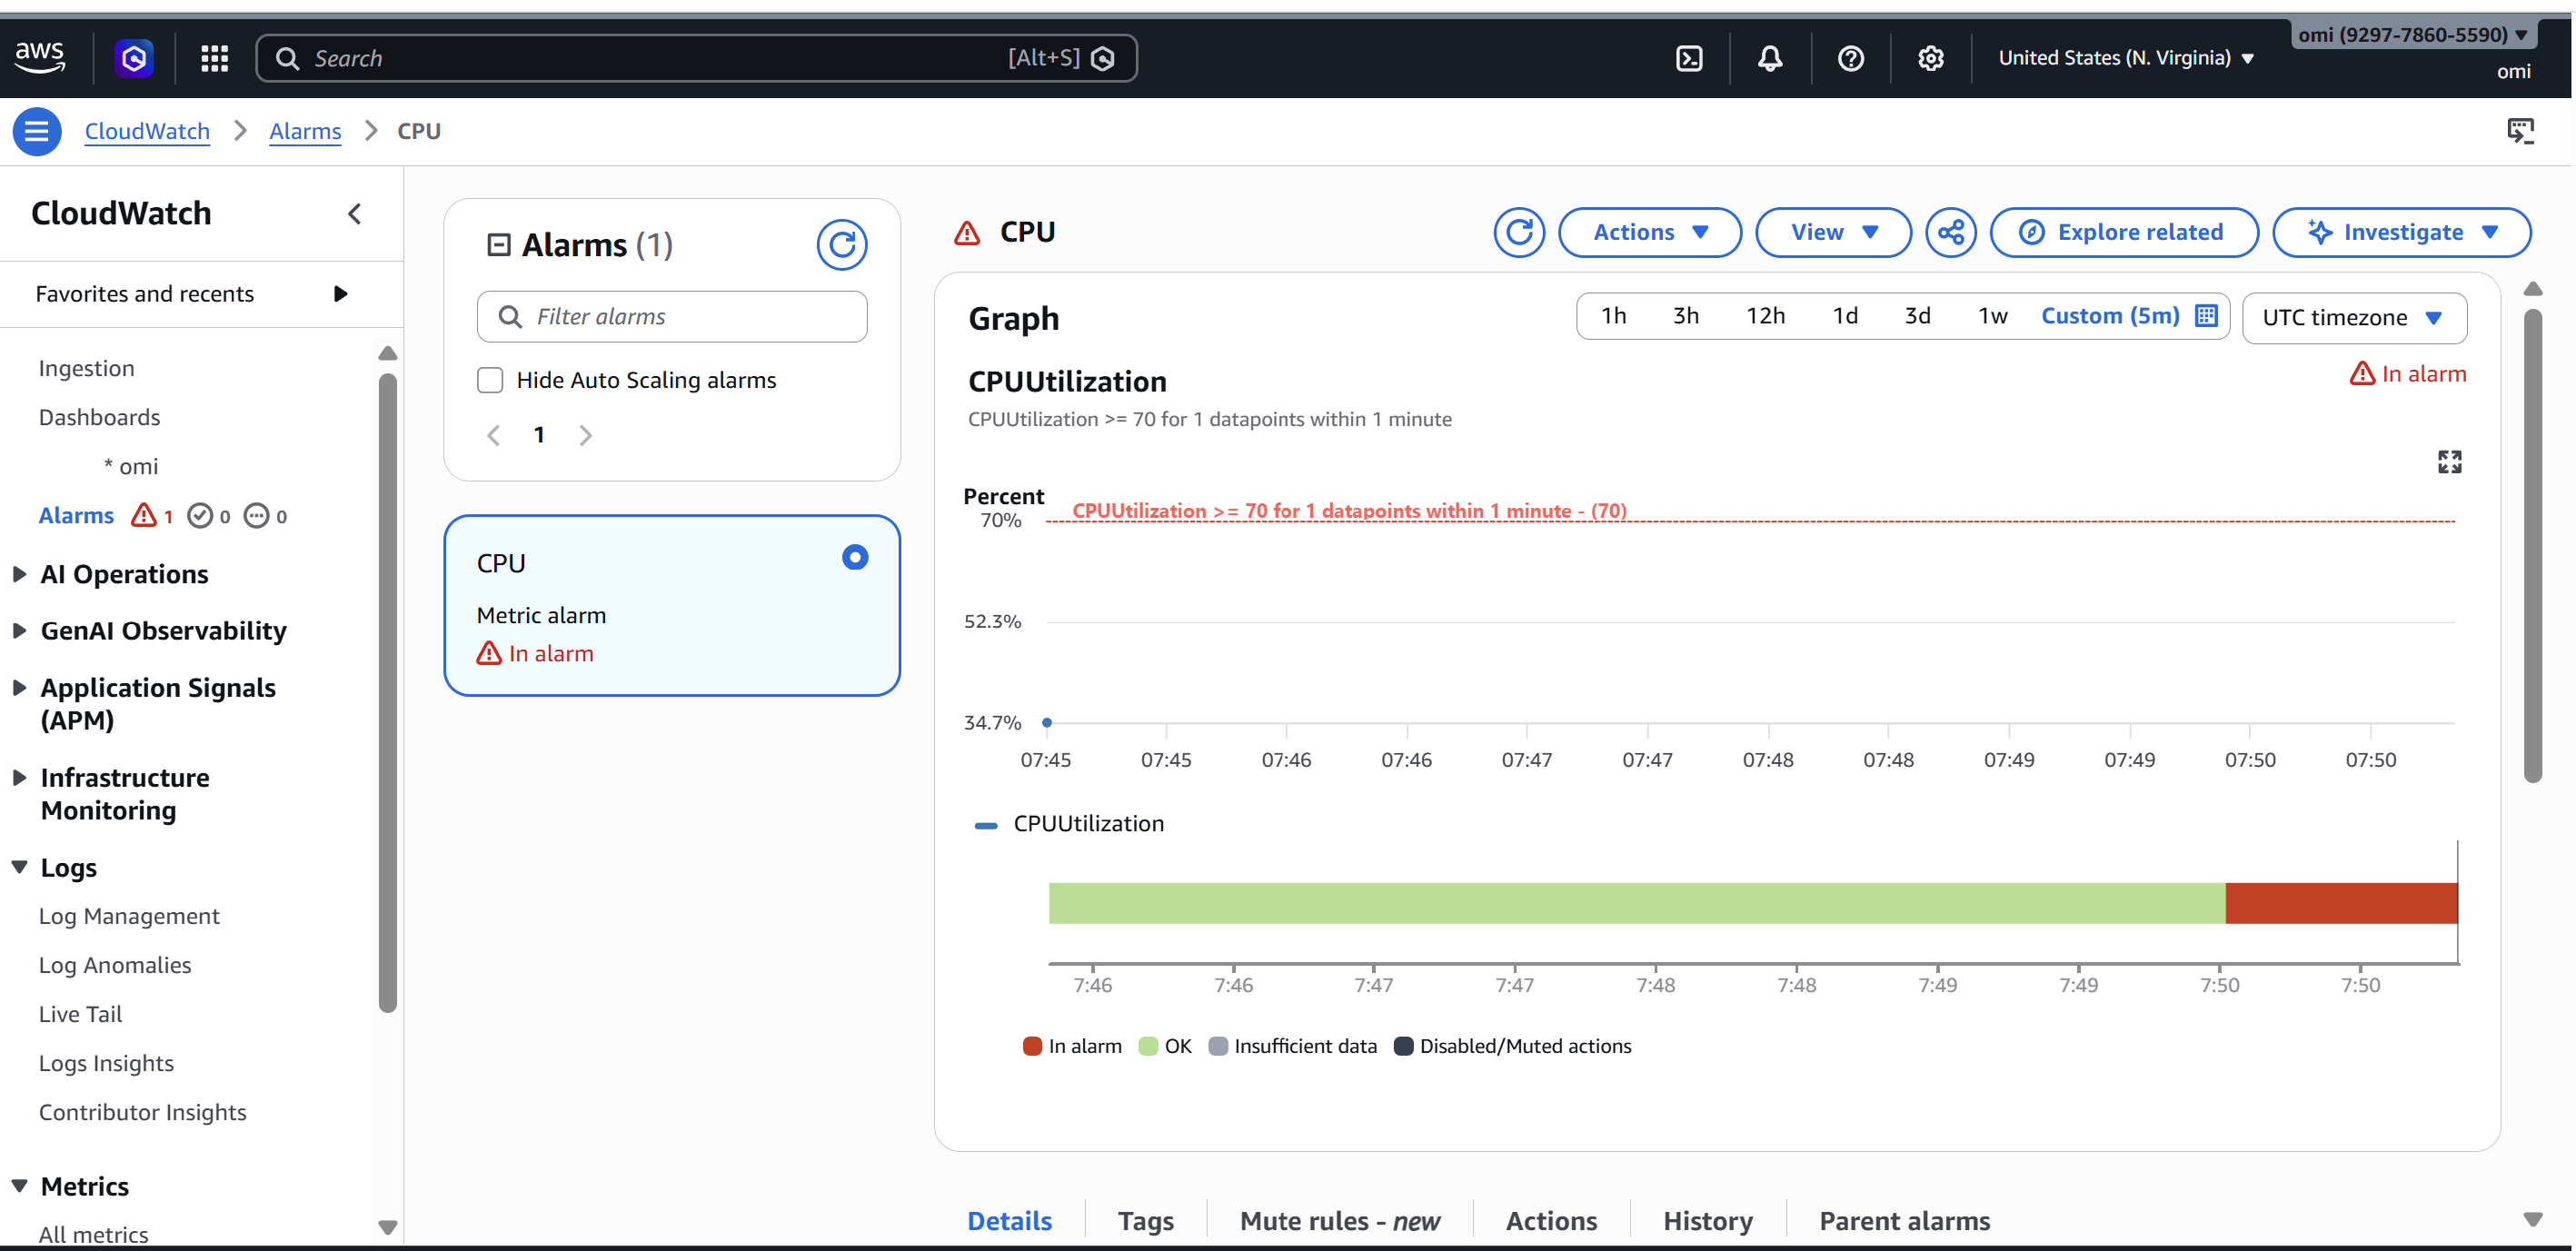 aws
Search [Alt+S]
United States (N. Virginia)
omi (9297-7860-5590)
omi
CloudWatch > Alarms > CPU
CloudWatch
Favorites and recents
Ingestion
Dashboards
* omi
Alarms 1 0 0
AI Operations
GenAI Observability
Application Signals
(APM)
Infrastructure
Monitoring
Logs
Log Management
Log Anomalies
Live Tail
Logs Insights
Contributor Insights
Metrics
All metrics
Alarms (1)
Filter alarms
Hide Auto Scaling alarms
1
CPU
Metric alarm
In alarm
CPU
Actions View Explore related Investigate
Graph
1h 3h 12h 1d 3d 1w Custom (5m) UTC timezone
CPUUtilization
In alarm
CPUUtilization >= 70 for 1 datapoints within 1 minute
Percent
CPUUtilization >= 70 for 1 datapoints within 1 minute - (70)
70%
52.3%
34.7%
07:45 07:45 07:46 07:46 07:47 07:47 07:48 07:48 07:49 07:49 07:50 07:50
CPUUtilization
7:46 7:46 7:47 7:47 7:48 7:48 7:49 7:49 7:50 7:50
In alarm OK Insufficient data Disabled/Muted actions
Details Tags Mute rules - new Actions History Parent alarms